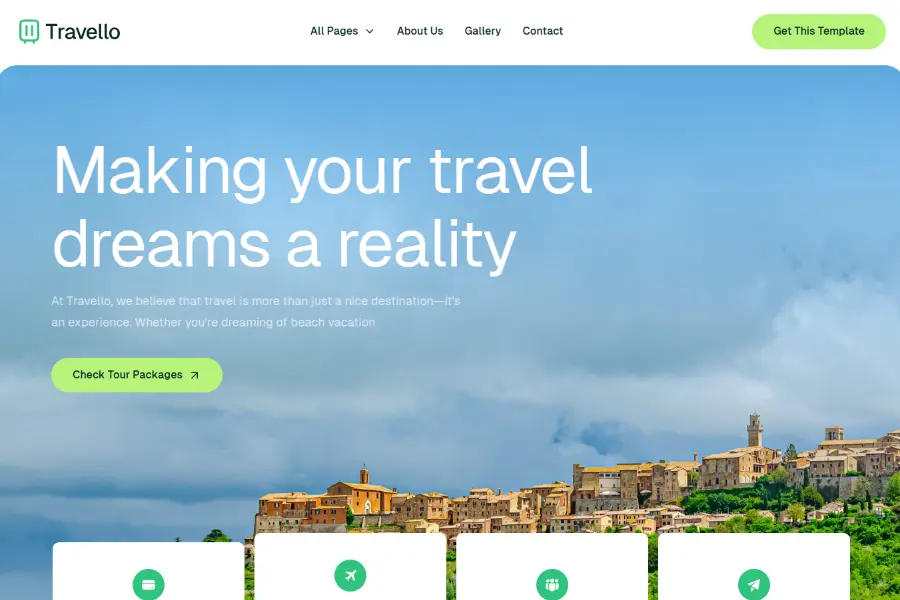 Travello
All Pages
About Us
Gallery
Contact
Get This Template
Making your travel
dreams a reality
At Travello, we believe that travel is more than just a nice destination—it's
an experience. Whether you're dreaming of beach vacation
Check Tour Packages